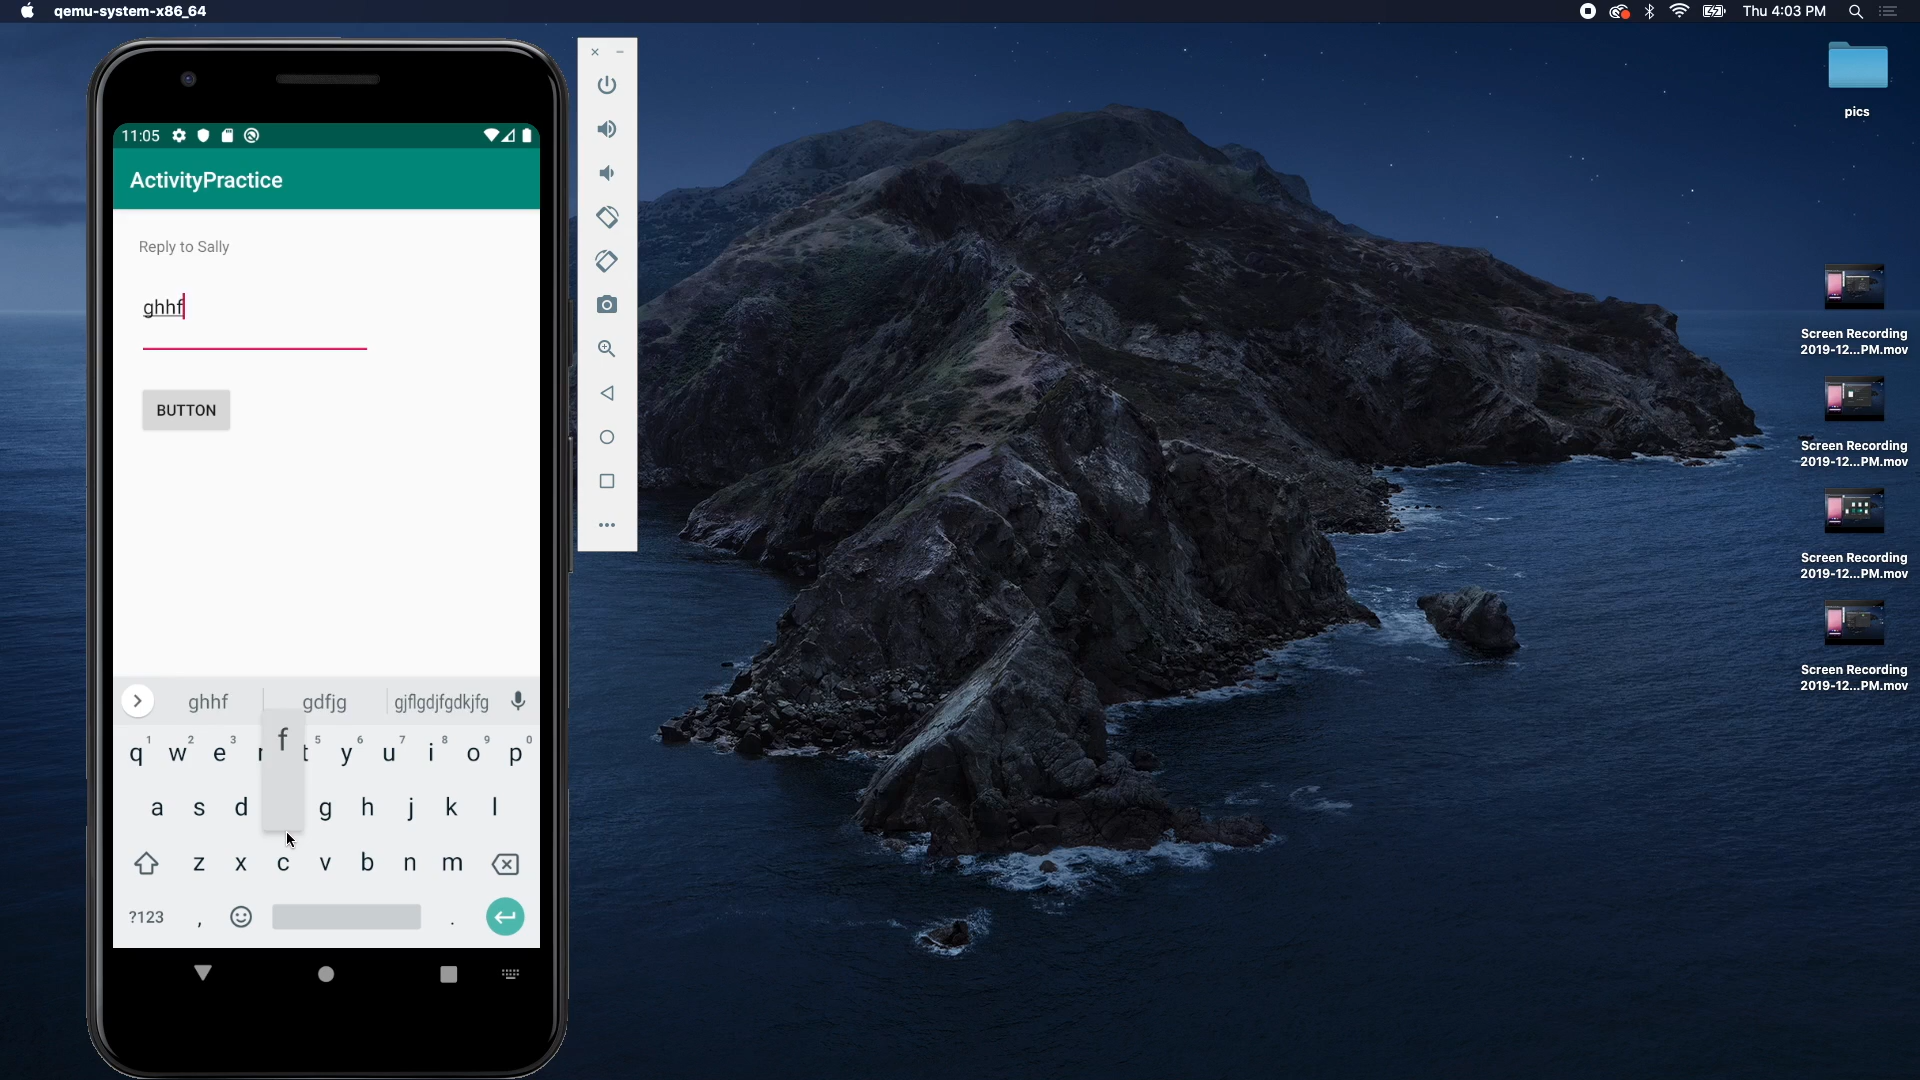 qemu-system-x86_64
Thu 4:03 PM
pics
Screen Recording
2019-12...PM.mov
Screen Recording
2019-12...PM.mov
Screen Recording
2019-12...PM.mov
Screen Recording
2019-12...PM.mov
11:05
ActivityPractice
Reply to Sally
ghhf
BUTTON
ghhf gdfjg gjflgdjfgdkjfg
f
1 2 3 5 6 7 8 9 0
q w e r t y u i o p
a s d g h j k l
z x c v b n m
?123 , .